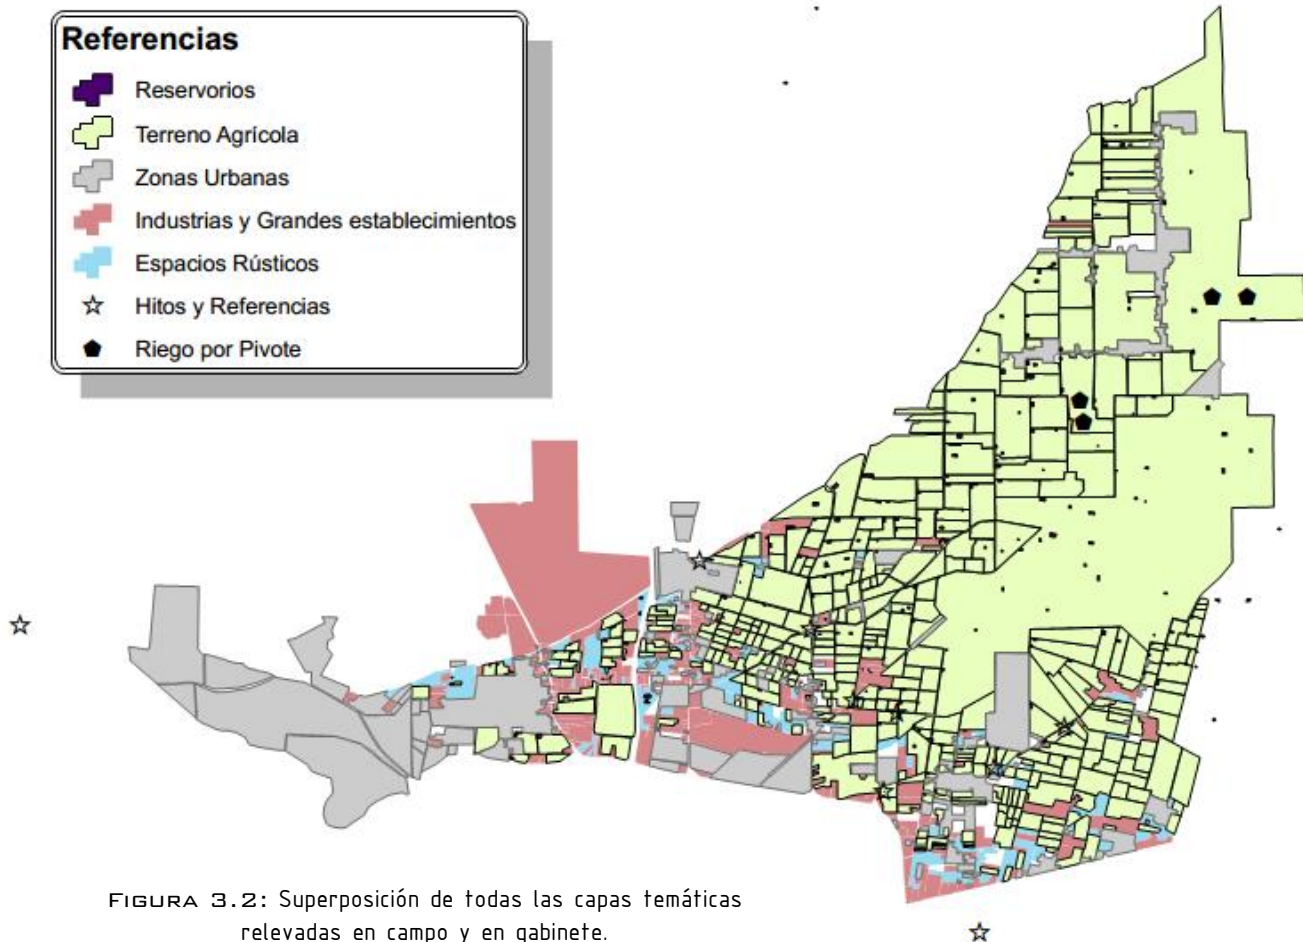 Referencias
Reservorios
Terreno Agrícola
Zonas Urbanas
Industrias y Grandes establecimientos
Espacios Rústicos
Hitos y Referencias
Riego por Pivote
FIGURA 3.2: Superposición de todas las capas temáticas
relevadas en campo y en gabinete.